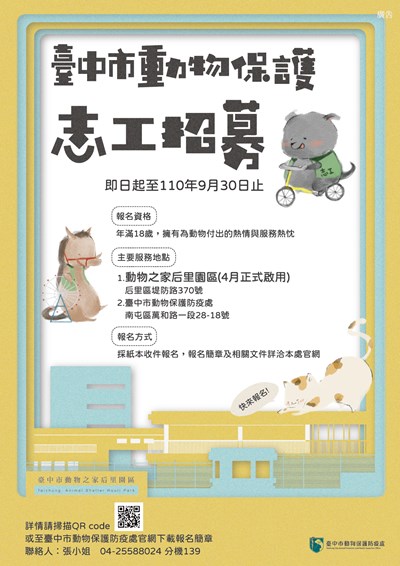 廣告
臺中市動物保護
志工招募
志工
即日起至110年9月30日止
報名資格
年滿18歲，擁有為動物付出的熱情與服務熱忱
主要服務地點
1.動物之家后里園區(4月正式啟用)
后里區堤防路370號
2.臺中市動物保護防疫處
南屯區萬和路一段28-18號
報名方式
採紙本收件報名，報名簡章及相關文件詳洽本處官網
快來報名!
臺中市動物之家后里園區
Taichung Animal Shelter Houli Park
詳情請掃描QR code
或至臺中市動物保護防疫處官網下載報名簡章
聯絡人：張小姐 04-25588024 分機139
臺中市動物保護防疫處